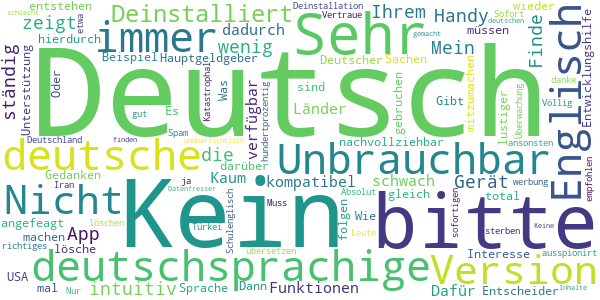 schlecht
entstehen
etwa
zeigt
hierdurch
Deinstalliert
immer
dadurch
wenig
Beispiel
Hauptgeldgeber
Deinstallation
Vertraue
Sehr
Ihrem
Handy
Mein
Deutscher
Sachen
wieder
Sofort
deutschen
gemacht
müssen
Finde
danke
mitzumachen
Gibt
Völlig
Überwachung
ansonsten
Englisch
Entwicklungshilfe
ständig
Unterstützung
Oder
Was
Katastrophal
Es
gut
Spam
unübersichtlich
hundertprozentig
verfügbar
sind
Länder
gebruchen
nachvollziehbar
lustiger
Deutsch
Deutschland
finden
deutsche
die
darüber
Unbrauchbar
Gedanken
Kaum
kompatibel
schwach
Gerät
gleich
total
werbung
empfohlen
Iran
ja
Datenfresser
Nicht
Kein
bitte
Absolut
folgen
Wie
angefeagt
löschen
Türkei
Muss
Leute
Schulenglisch
sofortigen
sterben
Keine
machen
App
lösche
übersetzen
richtiges
deutschsprachige
Version
Interesse
ausspioniert
USA
mal
Nur
intuitiv
Sprache
Dann
Funktionen
Dafür
Entscheider
Inhalte